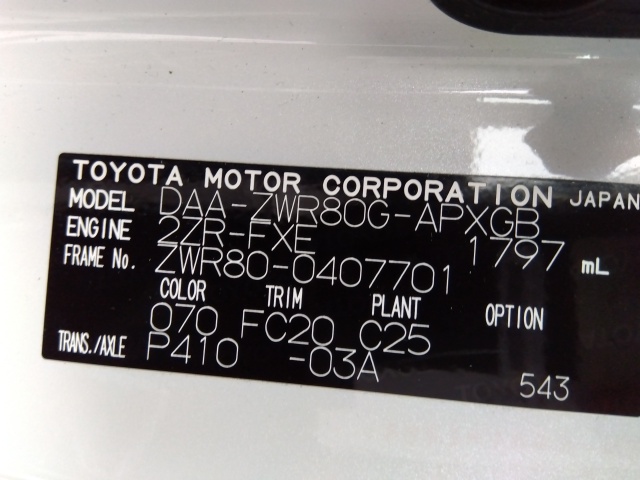 TOYOTA MOTOR CORPORATION JAPAN
MODEL DAA-ZWR80G-APXGB
ENGINE 2ZR-FXE 1797 mL
FRAME No. ZWR80-0407701
COLOR TRIM PLANT OPTION
070 FC20 C25
TRANS./AXLE P410 -03A
543